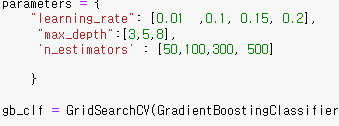 parameters = {
"learning_rate": [0.01 ,0.1, 0.15, 0.2],
"max_depth":[3,5,8],
'n_estimators' : [50,100,300, 500]
}
gb_clf = GridSearchCV(GradientBoostingClassifier